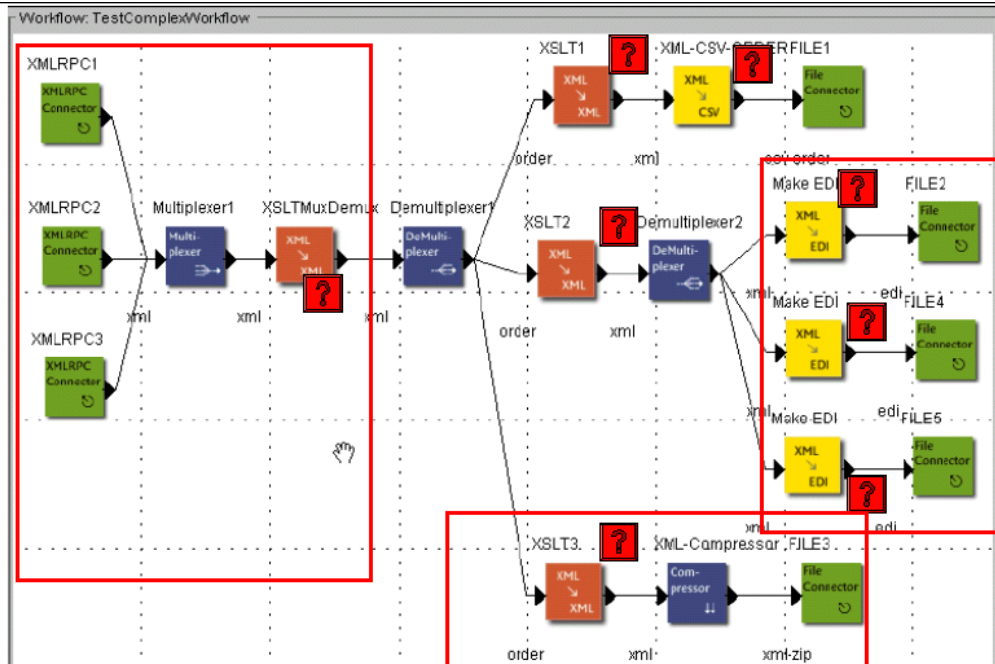 Workflow: TestComplexWorkflow
XMLRPC1
XMLRPC
Connector
XSLT1
XML
XML
?
XML-CSV-ORDER
XML
CSV
?
FILE1
File
Connector
order
xml
csv-order
XMLRPC2
XMLRPC
Connector
Multiplexer1
Multi-
plexer
XSLTMuxDemux
XML
XML
?
Demultiplexer1
DeMulti-
plexer
XSLT2
XML
XML
?
Demultiplexer2
DeMulti-
plexer
Make EDI
XML
EDI
?
FILE2
File
Connector
xml
xml
xml
order
xml
xml
edi
XMLRPC3
XMLRPC
Connector
Make EDI
XML
EDI
?
FILE4
File
Connector
xml
edi
Make EDI
XML
EDI
?
FILE5
File
Connector
xml
edi
XSLT3
XML
XML
?
XML-Compressor
Com-
pressor
FILE3
File
Connector
order
xml
xml-zip